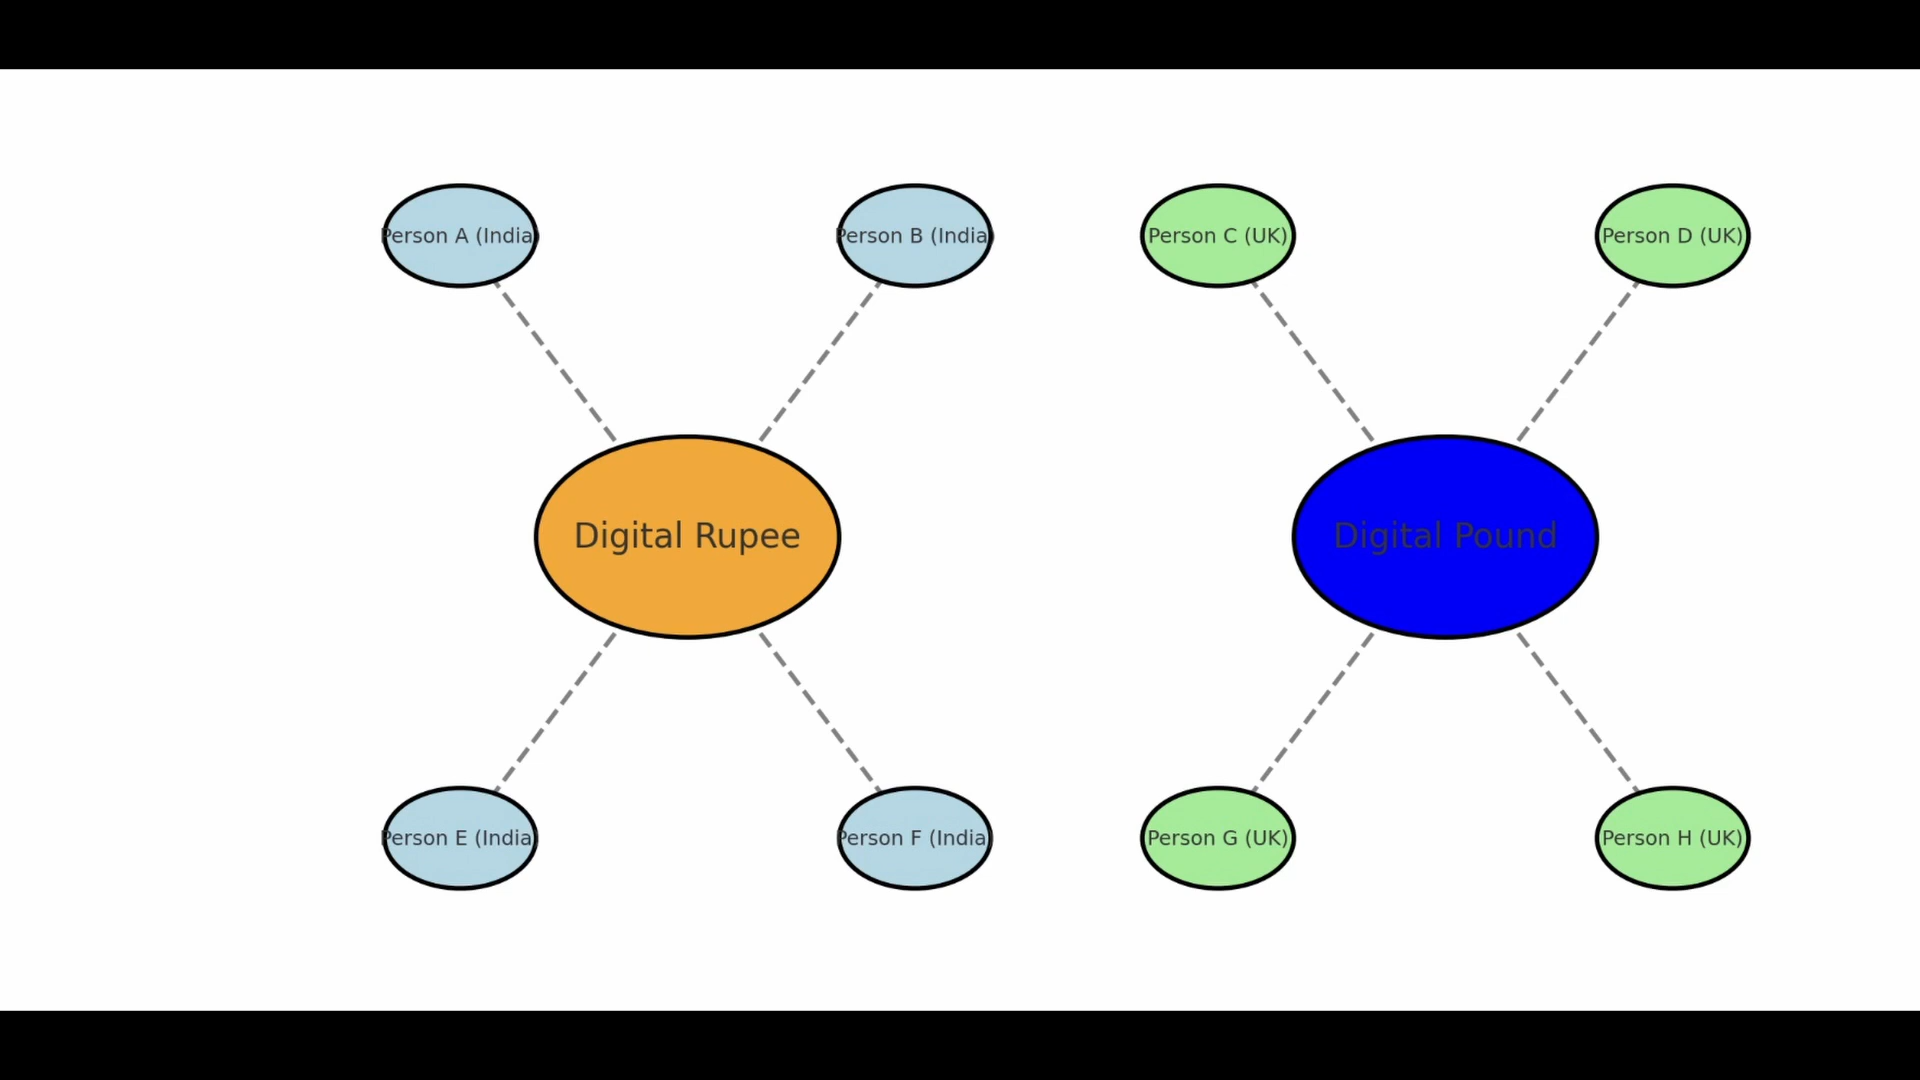 Person A (India)
Person B (India)
Person C (UK)
Person D (UK)
Digital Rupee
Digital Pound
Person E (India)
Person F (India)
Person G (UK)
Person H (UK)